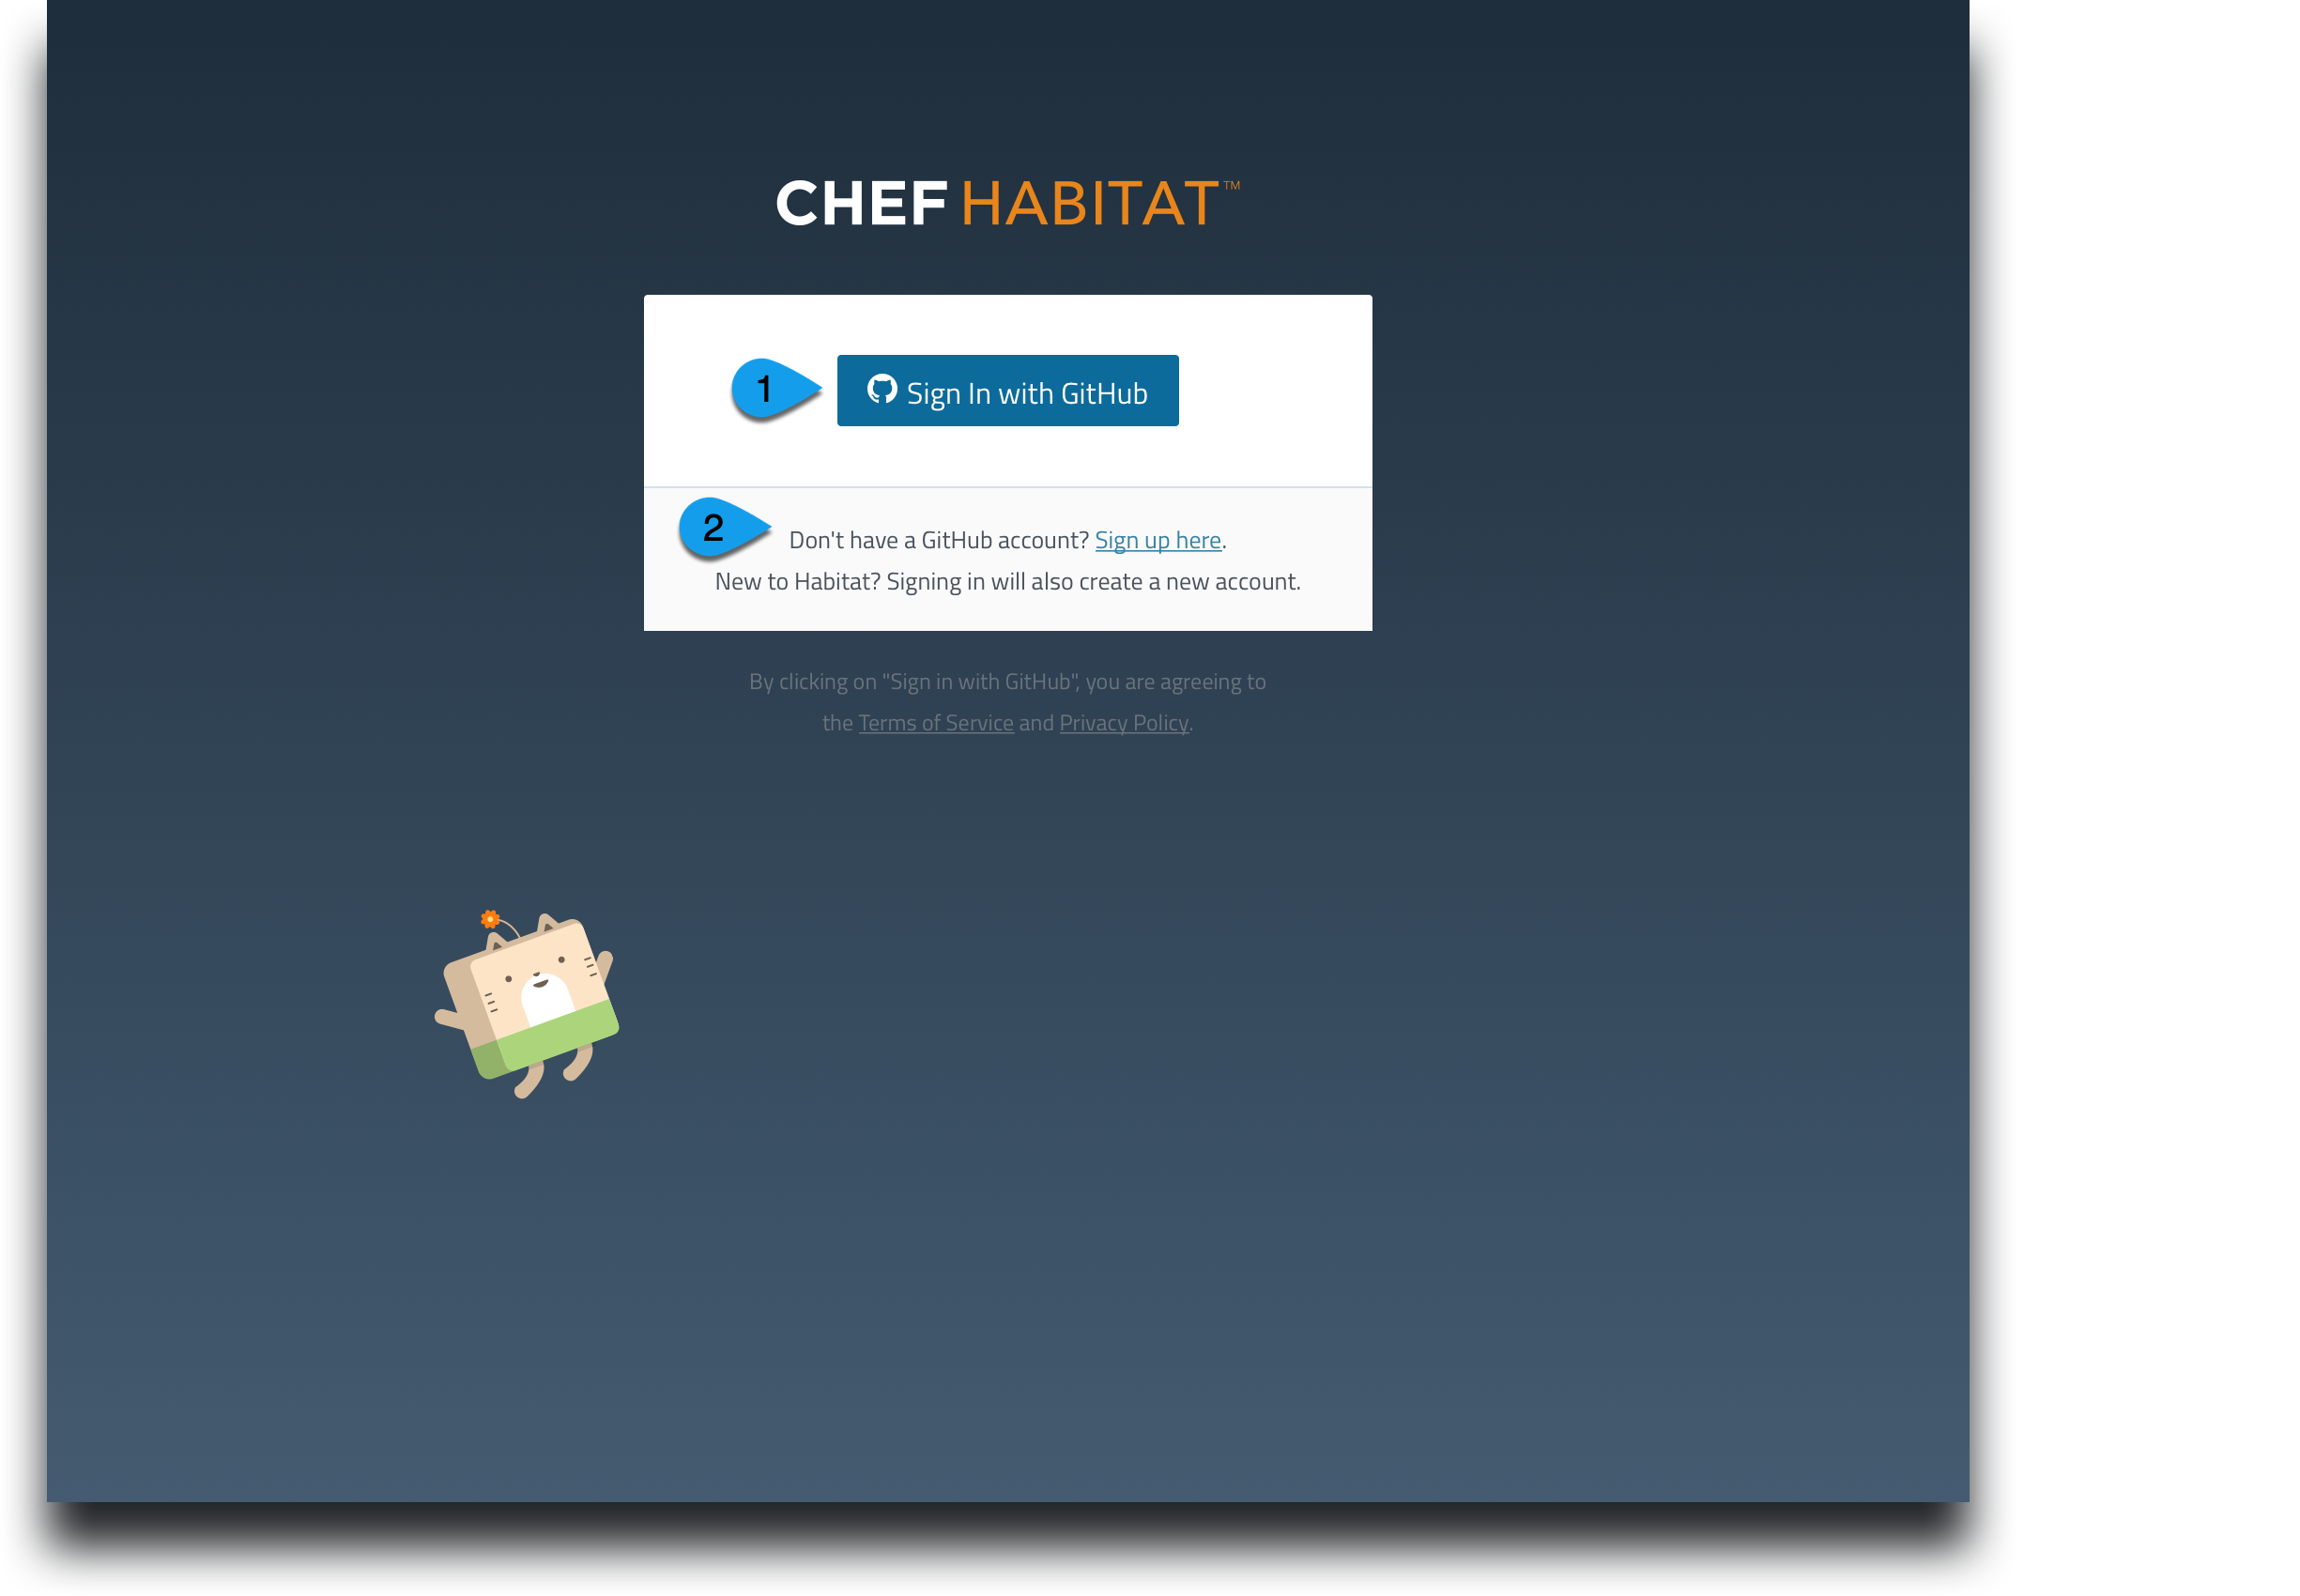 CHEF HABITAT™
1
Sign In with GitHub
2
Don't have a GitHub account? Sign up here.
New to Habitat? Signing in will also create a new account.
By clicking on "Sign in with GitHub", you are agreeing to
the Terms of Service and Privacy Policy.